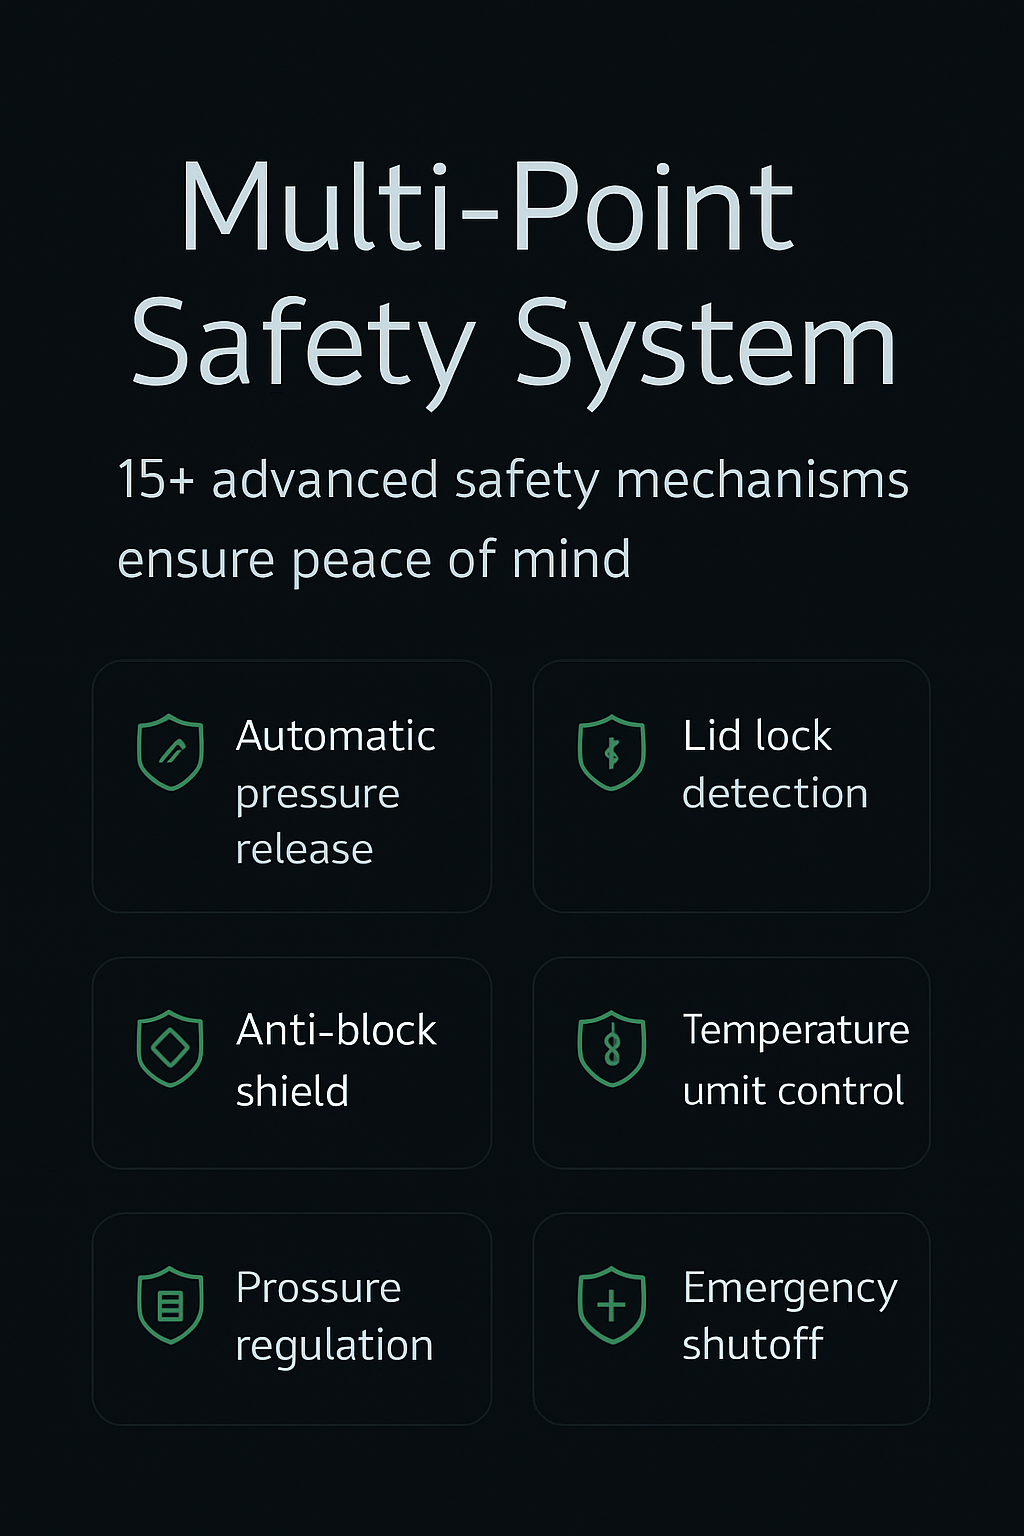 Multi-Point
Safety System
15+ advanced safety mechanisms
ensure peace of mind
Automatic
pressure
release
Lid lock
detection
Anti-block
shield
Temperature
umit control
Prossure
regulation
Emergency
shutoff